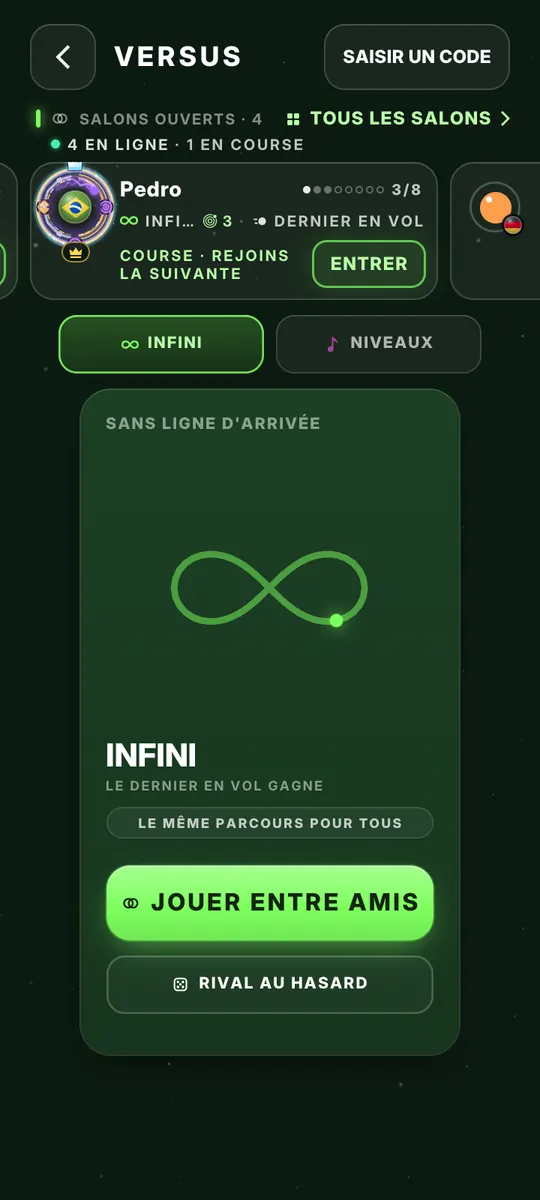 VERSUS
SAISIR UN CODE
SALONS OUVERTS · 4
TOUS LES SALONS
4 EN LIGNE · 1 EN COURSE
Pedro
3/8
INFI… 3 · DERNIER EN VOL
COURSE · REJOINS
LA SUIVANTE
ENTRER
INFINI
NIVEAUX
SANS LIGNE D'ARRIVÉE
INFINI
LE DERNIER EN VOL GAGNE
LE MÊME PARCOURS POUR TOUS
JOUER ENTRE AMIS
RIVAL AU HASARD